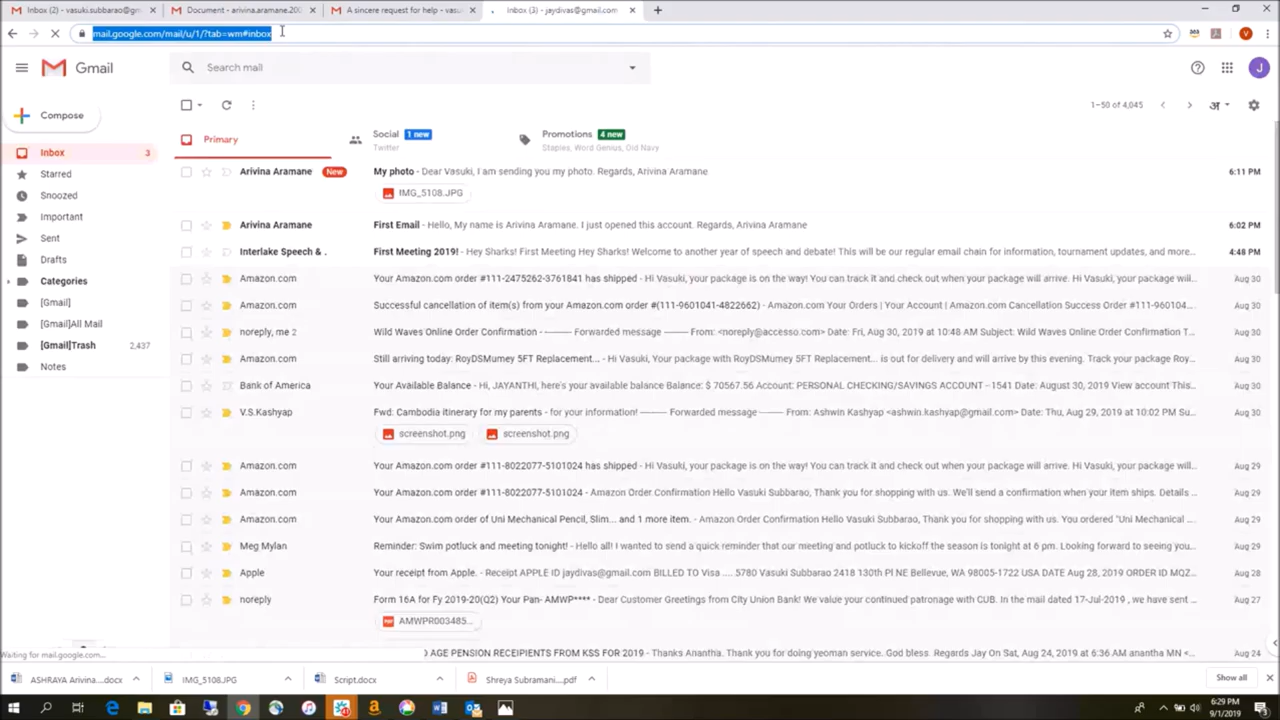 Inbox (2) - vasuki.subbarao@gm
Document - arivina.aramane.200
A sincere request for help - vasu
Inbox (3) - jaydivas@gmail.com
mail.google.com/mail/u/1/?tab=wm#inbox
V
Gmail
Search mail
J
Compose
1–50 of 4,045
अ
Primary
Social 1 new
Twitter
Promotions 4 new
Staples, Word Genius, Old Navy
Inbox 3
Starred
Snoozed
Important
Sent
Drafts
Categories
[Gmail]
[Gmail]All Mail
[Gmail]Trash 2,437
Notes
Arivina Aramane New My photo - Dear Vasuki, I am sending you my photo. Regards, Arivina Aramane 6:11 PM
IMG_5108.JPG
Arivina Aramane First Email - Hello, My name is Arivina Aramane. I just opened this account. Regards, Arivina Aramane 6:02 PM
Interlake Speech & . First Meeting 2019! - Hey Sharks! First Meeting Hey Sharks! Welcome to another year of speech and debate! This will be our regular email chain for information, tournament updates, and more... 4:48 PM
Amazon.com Your Amazon.com order #111-2475262-3761841 has shipped - Hi Vasuki, your package is on the way! You can track it and check out when your package will arrive. Hi Vasuki, your package wil... Aug 30
Amazon.com Successful cancellation of item(s) from your Amazon.com order #(111-9601041-4822662) - Amazon.com Your Orders | Your Account | Amazon.com Cancellation Success Order #111-960104... Aug 30
noreply, me 2 Wild Waves Online Order Confirmation - ---------- Forwarded message --------- From: <noreply@accesso.com> Date: Fri, Aug 30, 2019 at 10:48 AM Subject: Wild Waves Online Order Confirmation T... Aug 30
Amazon.com Still arriving today: RoyDSMumey 5FT Replacement... - Hi Vasuki, Your package with RoyDSMumey 5FT Replacement... is out for delivery and will arrive by this evening. Track your package Roy... Aug 30
Bank of America Your Available Balance - Hi, JAYANTHI, here's your available balance Balance: $ 70567.56 Account: PERSONAL CHECKING/SAVINGS ACCOUNT - 1541 Date: August 30, 2019 View account This... Aug 30
V.S.Kashyap Fwd: Cambodia itinerary for my parents - for your information! ---------- Forwarded message --------- From: Ashwin Kashyap <ashwin.kashyap@gmail.com> Date: Thu, Aug 29, 2019 at 10:02 PM Su... Aug 30
screenshot.png screenshot.png
Amazon.com Your Amazon.com order #111-8022077-5101024 has shipped - Hi Vasuki, your package is on the way! You can track it and check out when your package will arrive. Hi Vasuki, your package wil... Aug 29
Amazon.com Your Amazon.com order #111-8022077-5101024 - Amazon Order Confirmation Hello Vasuki, Thank you for shopping with us. We'll send a confirmation when your item ships. Details ... Aug 29
Amazon.com Your Amazon.com order of Uni Mechanical Pencil, Slim... and 1 more item. - Amazon Order Confirmation Hello Vasuki, Thank you for shopping with us. You ordered "Uni Mechanical ... Aug 29
Meg Mylan Reminder: Swim potluck and meeting tonight! - Hello all! I wanted to send a quick reminder that our meeting and potluck to kickoff the season is tonight at 6 pm. Looking forward to seeing you... Aug 29
Apple Your receipt from Apple. - Receipt APPLE ID jaydivas@gmail.com BILLED TO Visa .... 5780 Vasuki Subbarao 2418 130th Pl NE Bellevue, WA 98005-1722 USA DATE Aug 28, 2019 ORDER ID MQZ... Aug 28
noreply Form 16A for Fy 2019-20(Q2) Your Pan- AMWP**** - Dear Customer Greetings from City Union Bank! We value your continued patronage with CUB. In the mail dated 17-Jul-2019 , we have sent ... Aug 27
AMWPR003485...
O AGE PENSION RECEIPIENTS FROM KSS FOR 2019 - Thanks Anantha. Thank you for doing yeoman service. God bless. Regards Jay On Sat, Aug 24, 2019 at 6:36 AM anantha MN <... Aug 24
Waiting for mail.google.com...
ASHRAYA Arivina....docx
IMG_5108.JPG
Script.docx
Shreya Subramani....pdf
Show all
6:29 PM
9/1/2019